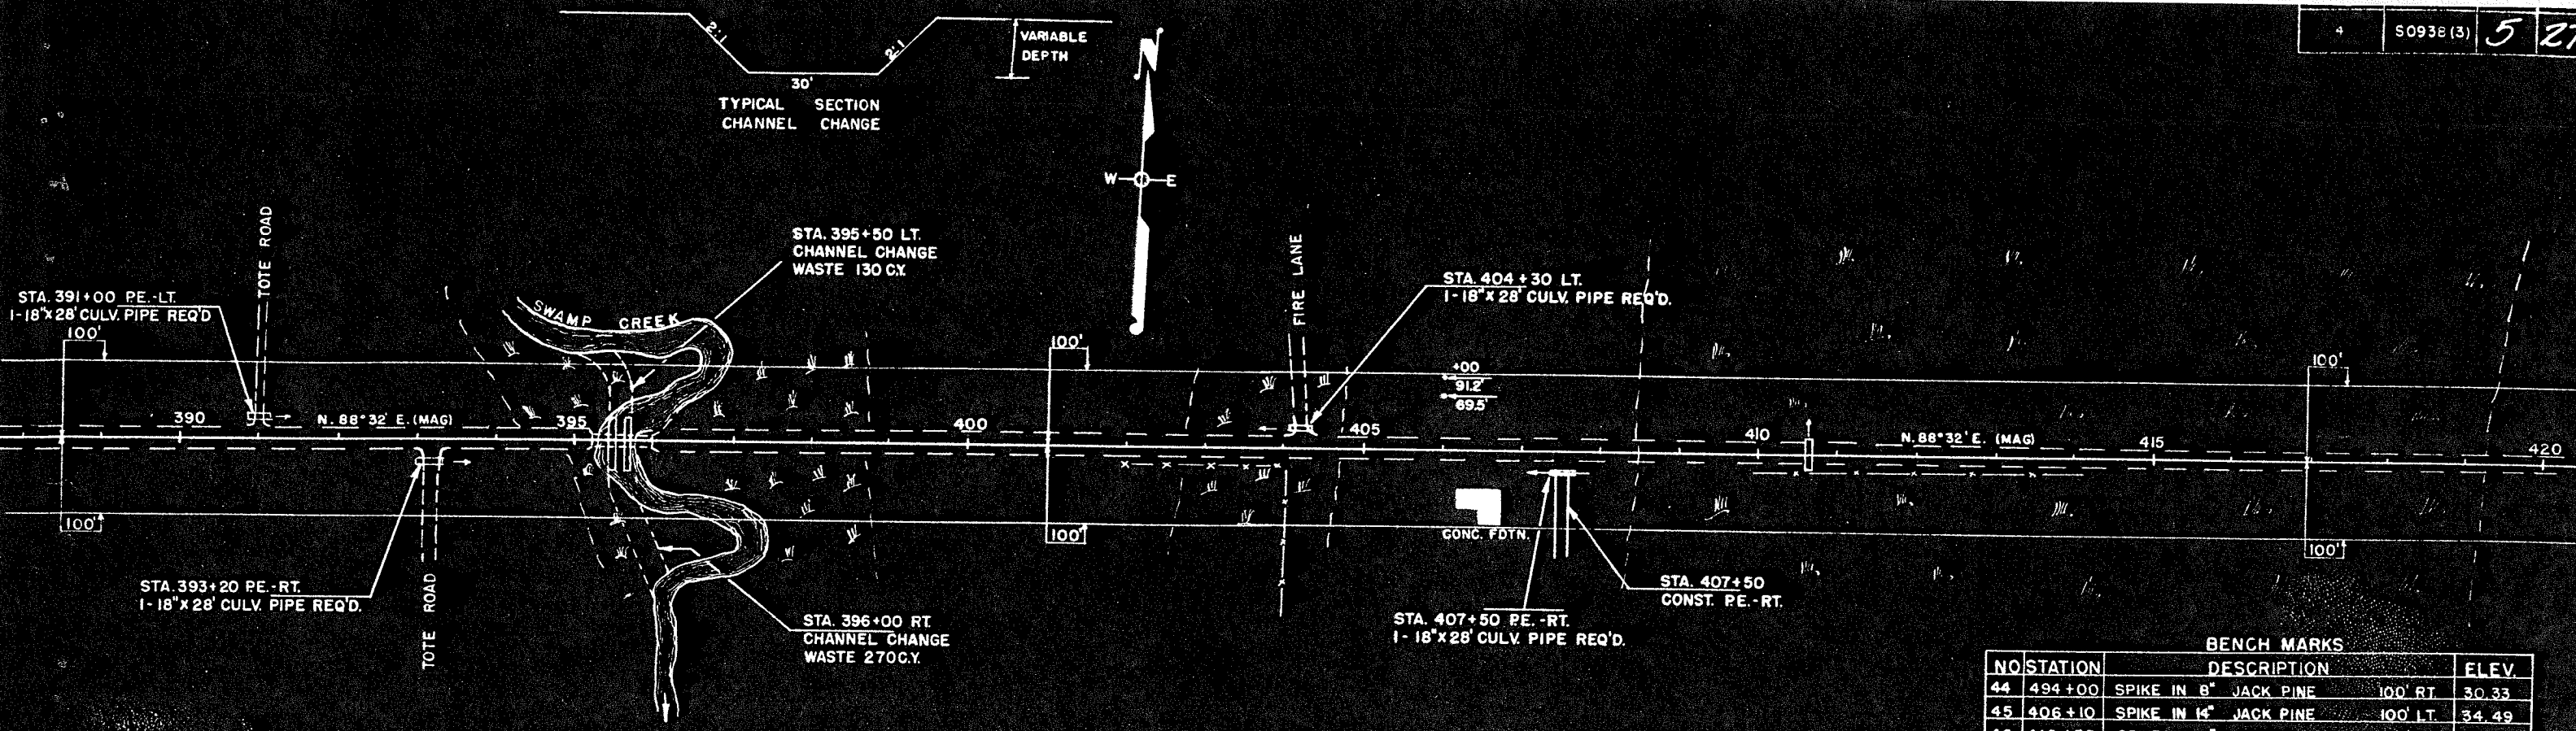 4 S0938(3) 5
2:1 2:1 VARIABLE
DEPTH
30'
TYPICAL SECTION
CHANNEL CHANGE
N
W E
TOTE ROAD
STA. 395+50 LT.
CHANNEL CHANGE
WASTE 130 C.Y.
STA. 391+00 P.E.-LT.
1-18"X 28' CULV. PIPE REQ'D
SWAMP CREEK
FIRE LANE
STA. 404+30 LT.
1-18"X 28' CULV. PIPE REQ'D.
100'
100'
100'
+00
91.2'
69.5'
390 N. 88°32' E. (MAG) 395 400 405 410 N. 88°32' E. (MAG) 415 420
100'
100'
100'
CONC. FDTN.
STA. 393+20 P.E.-RT.
1-18"X 28' CULV. PIPE REQ'D.
TOTE ROAD
STA. 396+00 RT.
CHANNEL CHANGE
WASTE 270 C.Y.
STA. 407+50 P.E.-RT.
1-18"X 28' CULV. PIPE REQ'D.
STA. 407+50
CONST. P.E.-RT.
BENCH MARKS
NO STATION DESCRIPTION ELEV.
44 494+00 SPIKE IN 8" JACK PINE 100' RT. 30.33
45 406+10 SPIKE IN 14" JACK PINE 100' LT. 34.49